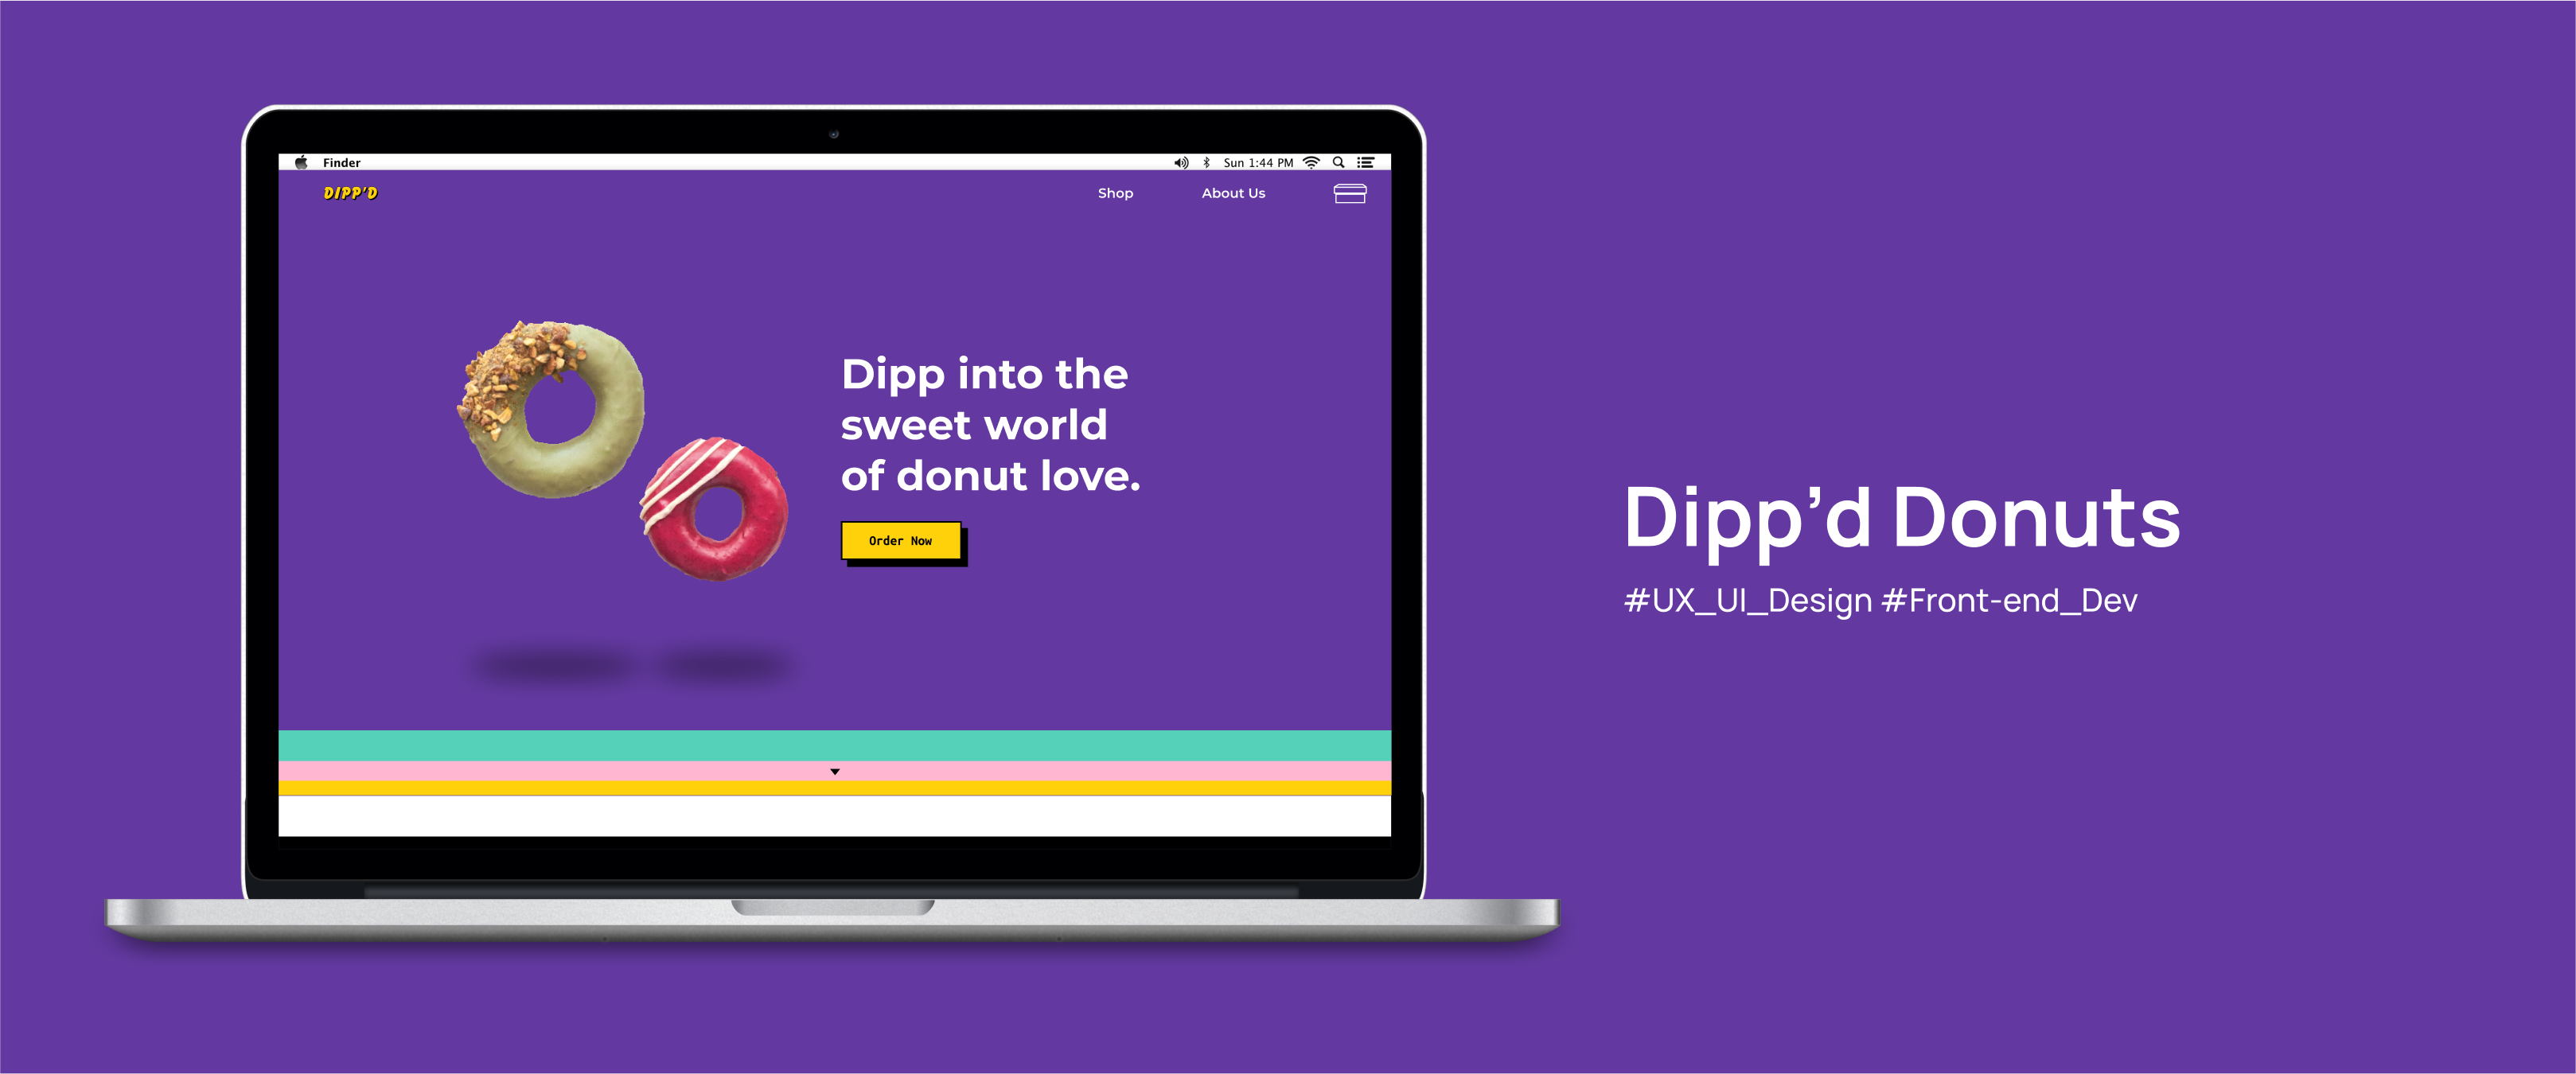 Finder
Sun 1:44 PM
DIPP'D
Shop
About Us
Dipp into the
sweet world
of donut love.
Order Now
Dipp’d Donuts
#UX_UI_Design #Front-end_Dev